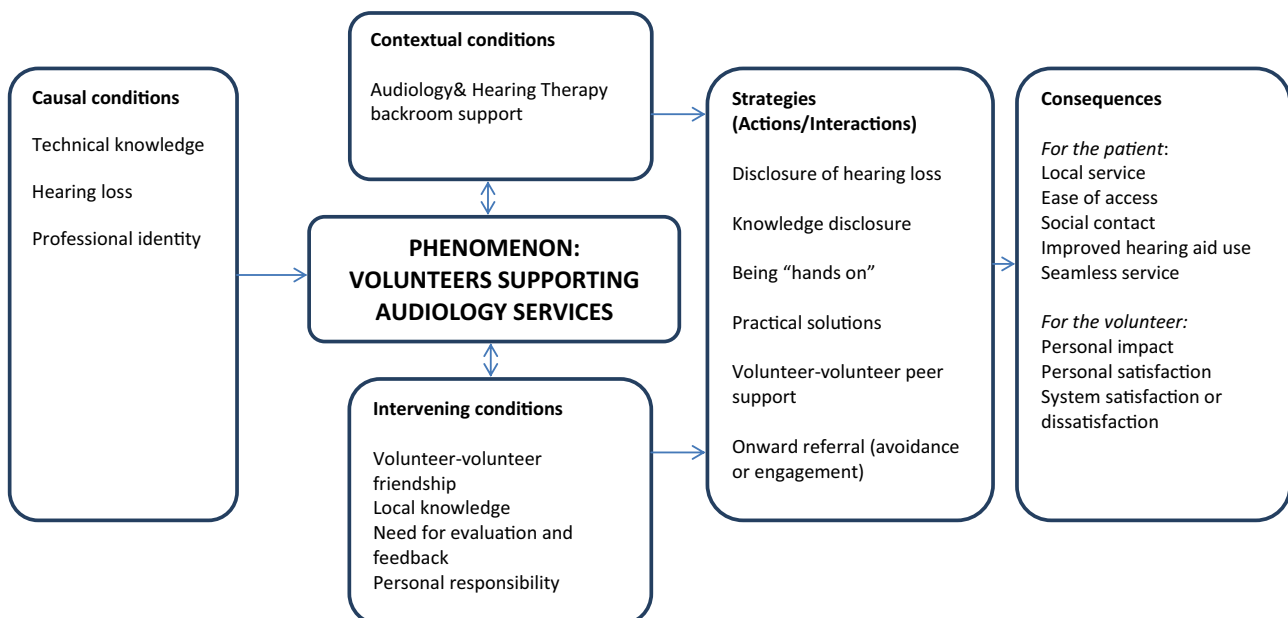 Causal conditions
Technical knowledge
Hearing loss
Professional identity
Contextual conditions
Audiology& Hearing Therapy
backroom support
PHENOMENON:
VOLUNTEERS SUPPORTING
AUDIOLOGY SERVICES
Intervening conditions
Volunteer-volunteer
friendship
Local knowledge
Need for evaluation and
feedback
Personal responsibility
Strategies
(Actions/Interactions)
Disclosure of hearing loss
Knowledge disclosure
Being “hands on”
Practical solutions
Volunteer-volunteer peer
support
Onward referral (avoidance
or engagement)
Consequences
For the patient:
Local service
Ease of access
Social contact
Improved hearing aid use
Seamless service
For the volunteer:
Personal impact
Personal satisfaction
System satisfaction or
dissatisfaction